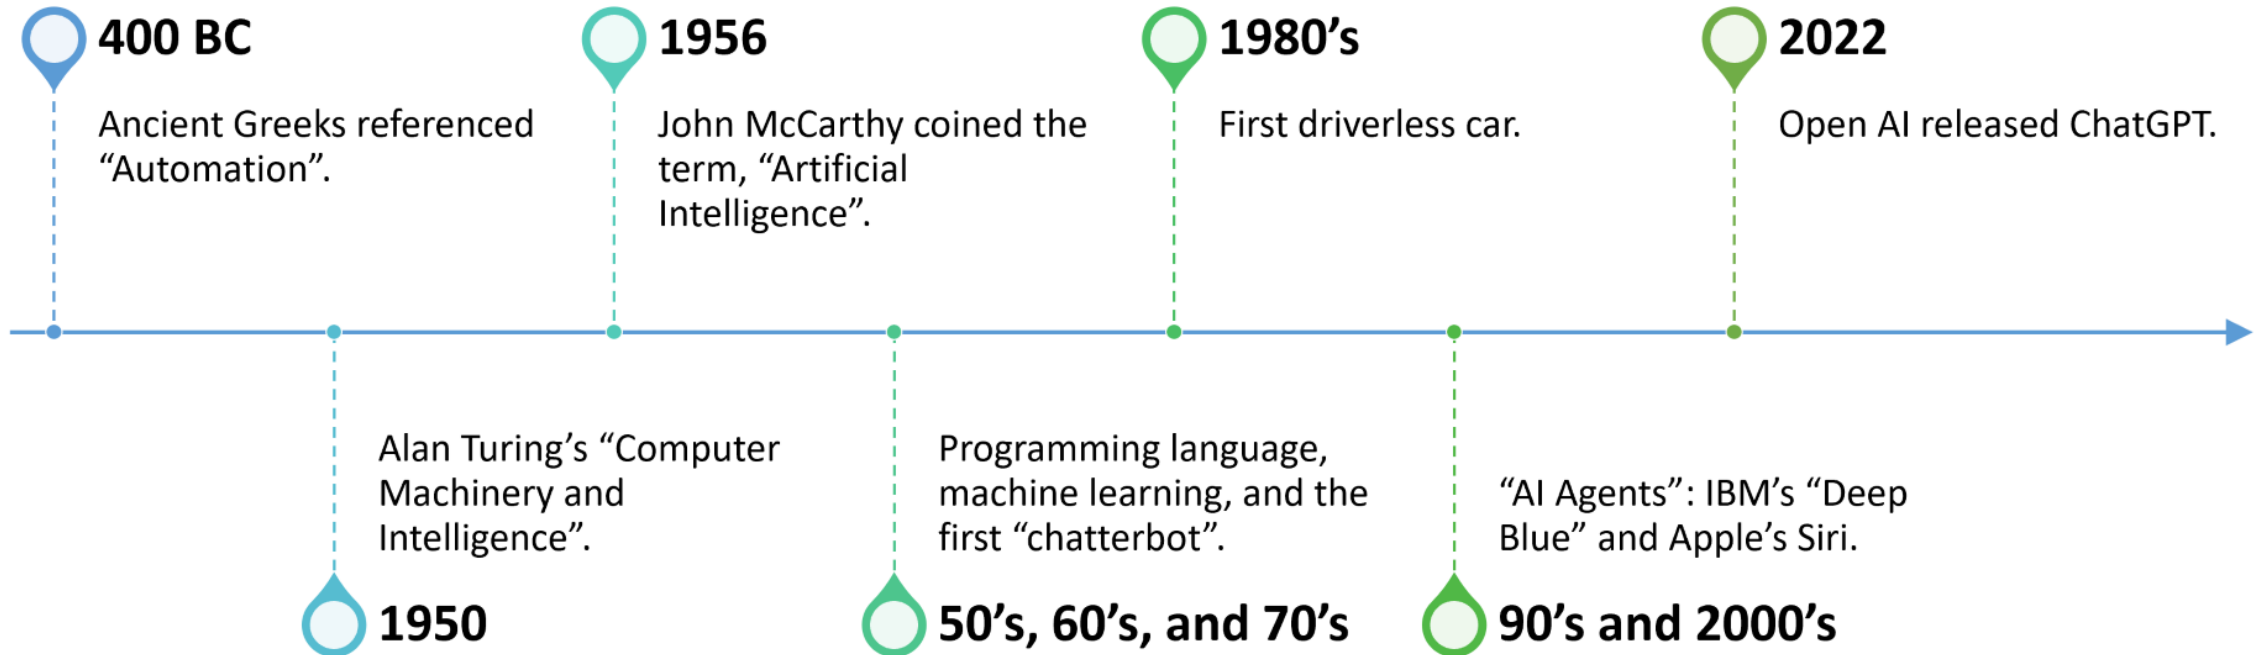 400 BC
Ancient Greeks referenced
“Automation”.
Alan Turing’s “Computer
Machinery and
Intelligence”.
1950
1956
John McCarthy coined the
term, “Artificial
Intelligence”.
Programming language,
machine learning, and the
first “chatterbot”.
50’s, 60’s, and 70’s
1980’s
First driverless car.
“AI Agents”: IBM’s “Deep
Blue” and Apple’s Siri.
90’s and 2000’s
2022
Open AI released ChatGPT.